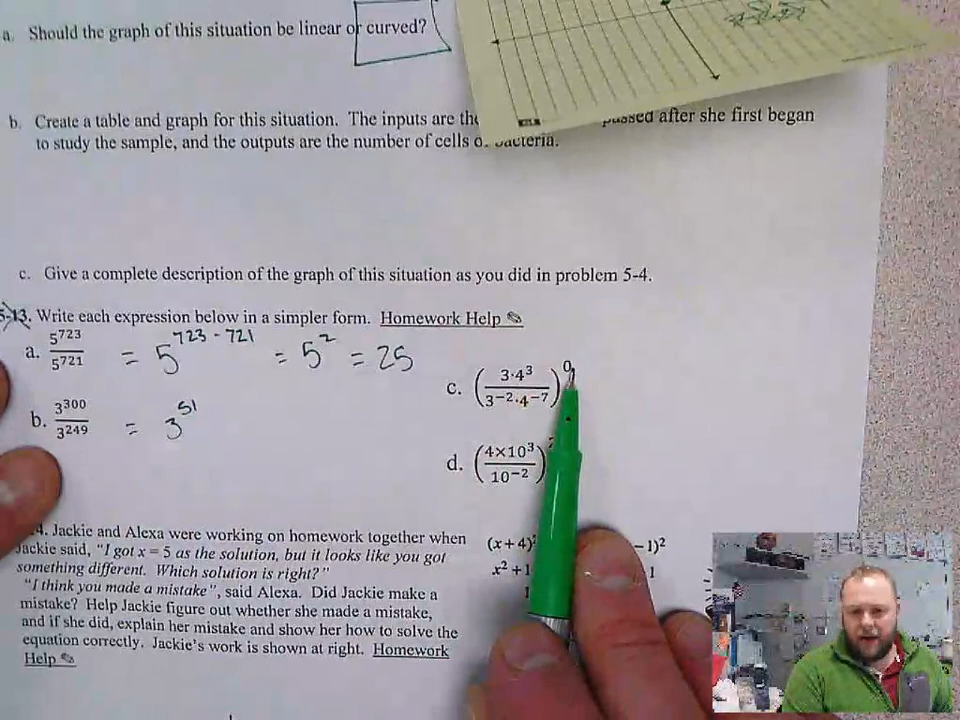 a. Should the graph of this situation be linear or curved?
b. Create a table and graph for this situation. The inputs are the passed after she first began
to study the sample, and the outputs are the number of cells of bacteria.
c. Give a complete description of the graph of this situation as you did in problem 5-4.
5-13. Write each expression below in a simpler form. Homework Help ✎
a. 5^723/5^721 = 5^723-721 = 5^2 = 25
b. 3^300/3^249 = 3^51
c. (3·4^3/3^-2·4^-7)^0
d. (4×10^3/10^-2)
4. Jackie and Alexa were working on homework together when
Jackie said, "I got x = 5 as the solution, but it looks like you got
something different. Which solution is right?"
"I think you made a mistake", said Alexa. Did Jackie make a
mistake? Help Jackie figure out whether she made a mistake,
and if she did, explain her mistake and show her how to solve the
equation correctly. Jackie's work is shown at right. Homework
Help ✎
(x+4)² −1)²
x² + 1 1